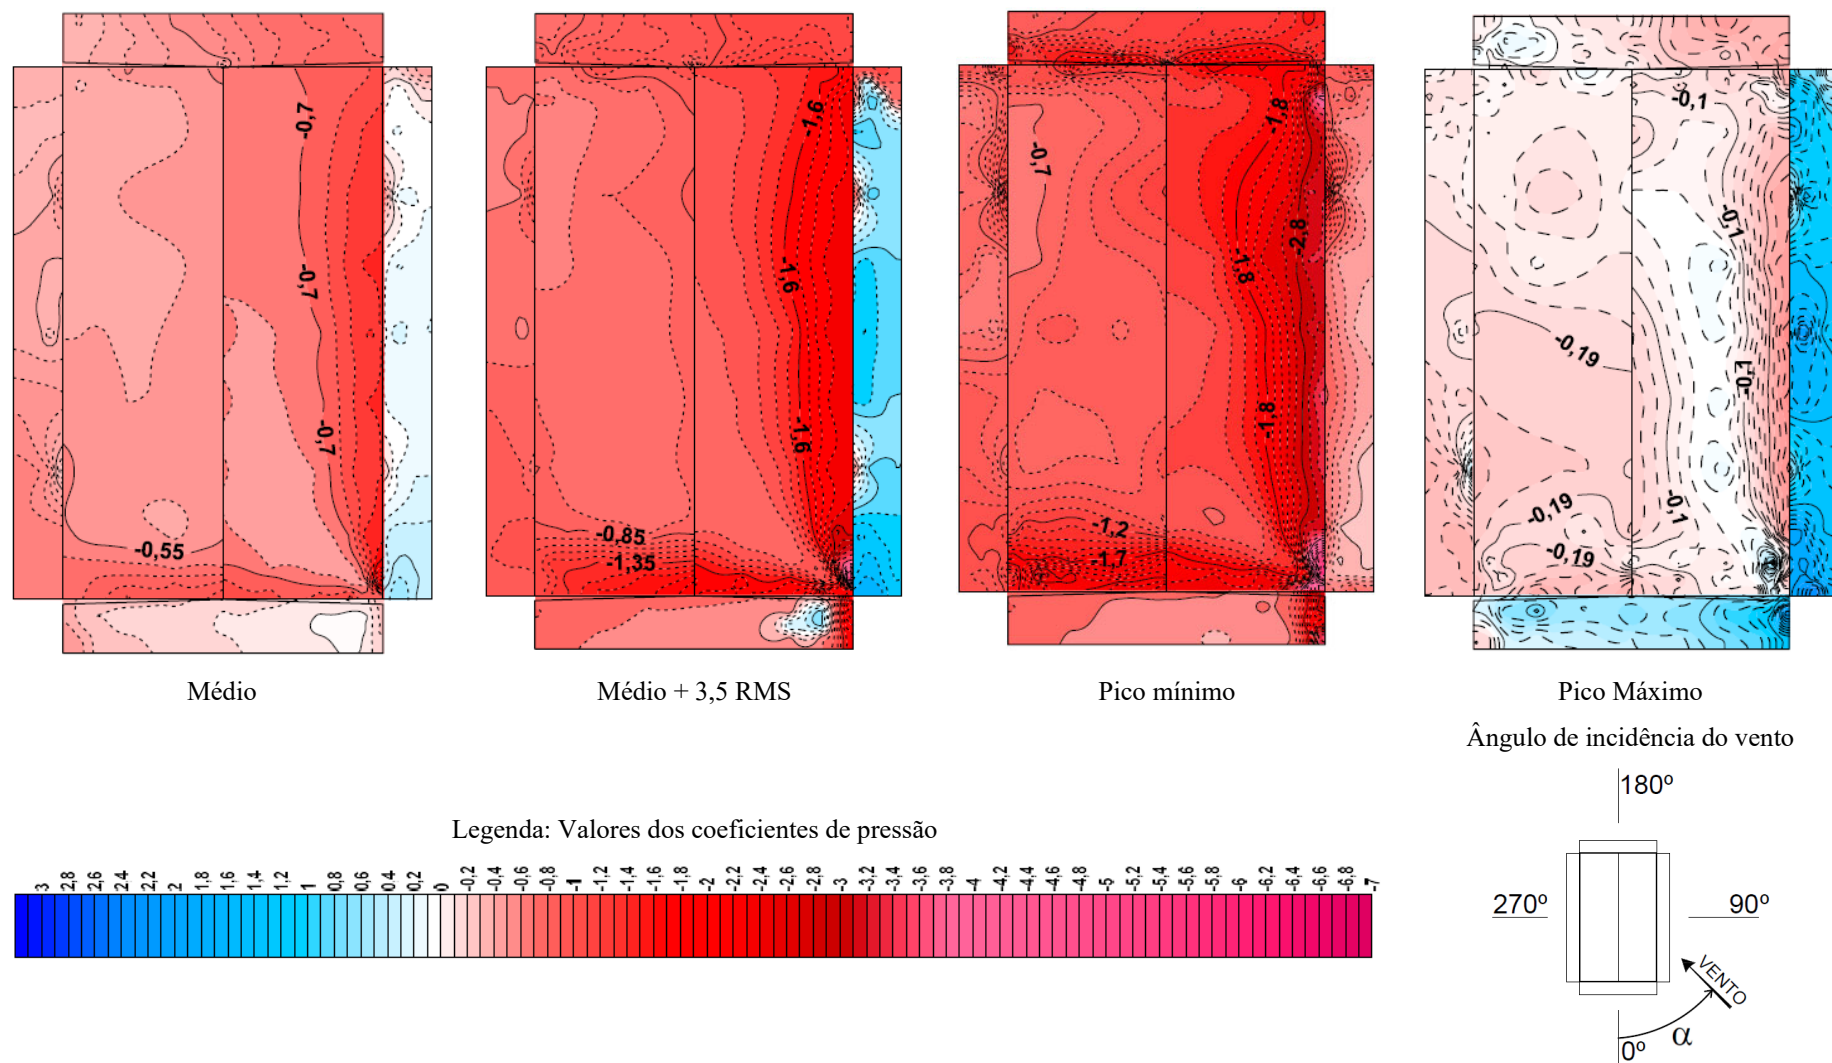 -0,7
-0,7
-0,7
-0,55
-1,6
-1,6
-1,6
-0,85
-1,35
-0,7
-1,8
-2,8
-1,8
-1,8
-1,2
-1,7
-0,1
-0,1
-0,19
-0,1
-0,1
-0,19
-0,19
Médio
Médio + 3,5 RMS
Pico mínimo
Pico Máximo
Ângulo de incidência do vento
180º
270º
90º
VENTO
α
0º
Legenda: Valores dos coeficientes de pressão
3 2,8 2,6 2,4 2,2 2 1,8 1,6 1,4 1,2 1 0,8 0,6 0,4 0,2 0 -0,2 -0,4 -0,6 -0,8 -1 -1,2 -1,4 -1,6 -1,8 -2 -2,2 -2,4 -2,6 -2,8 -3 -3,2 -3,4 -3,6 -3,8 -4 -4,2 -4,4 -4,6 -4,8 -5 -5,2 -5,4 -5,6 -5,8 -6 -6,2 -6,4 -6,6 -6,8 -7